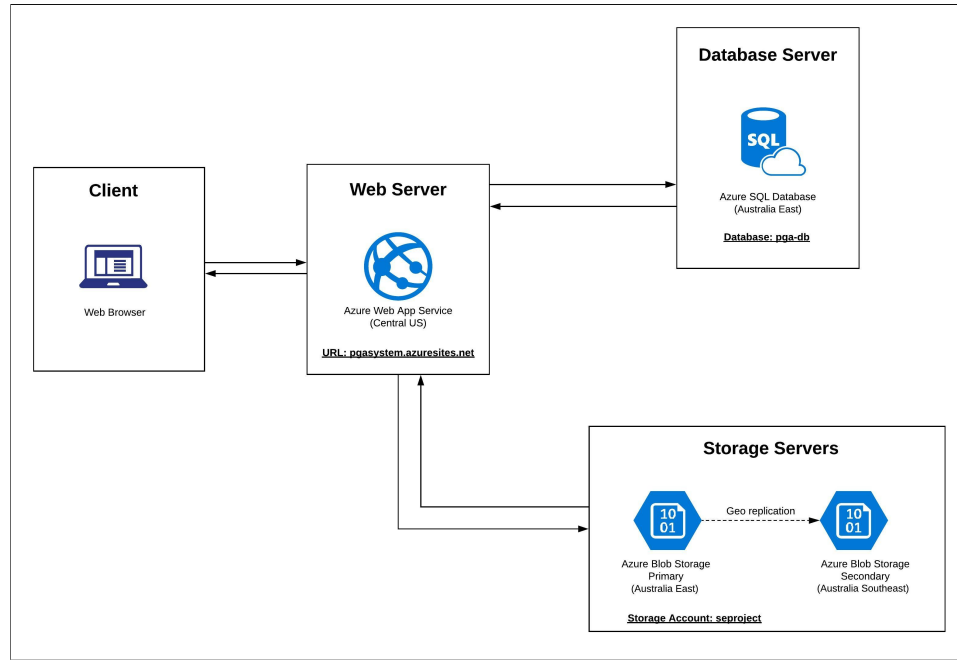 Client
Web Browser
Web Server
Azure Web App Service
(Central US)
URL: pgasystem.azuresites.net
Database Server
SQL
Azure SQL Database
(Australia East)
Database: pga-db
Storage Servers
10
01
Geo replication
10
01
Azure Blob Storage
Primary
(Australia East)
Azure Blob Storage
Secondary
(Australia Southeast)
Storage Account: seproject